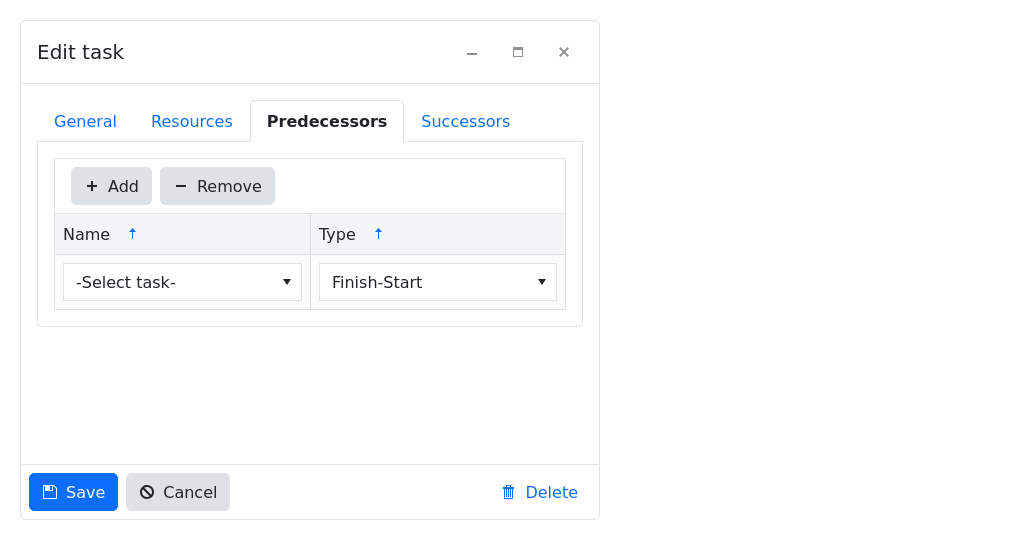 Edit task
General Resources Predecessors Successors
Add Remove
Name Type
-Select task- Finish-Start
Save Cancel Delete